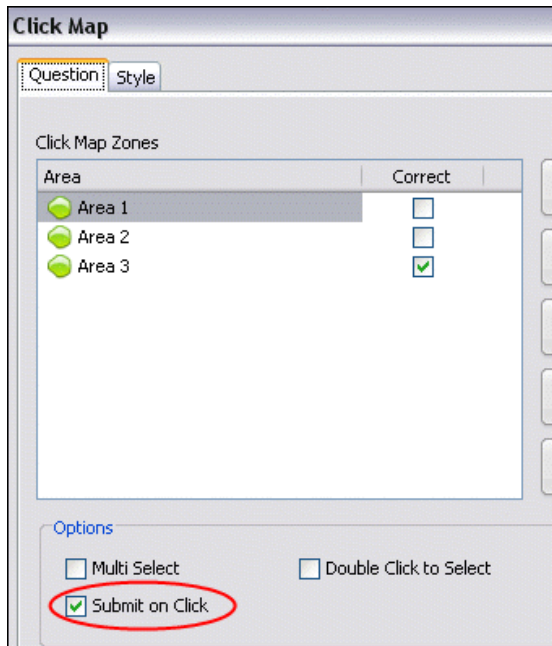 Click Map
Question Style
Click Map Zones
Area Correct
Area 1
Area 2
Area 3
Options
Multi Select Double Click to Select
Submit on Click